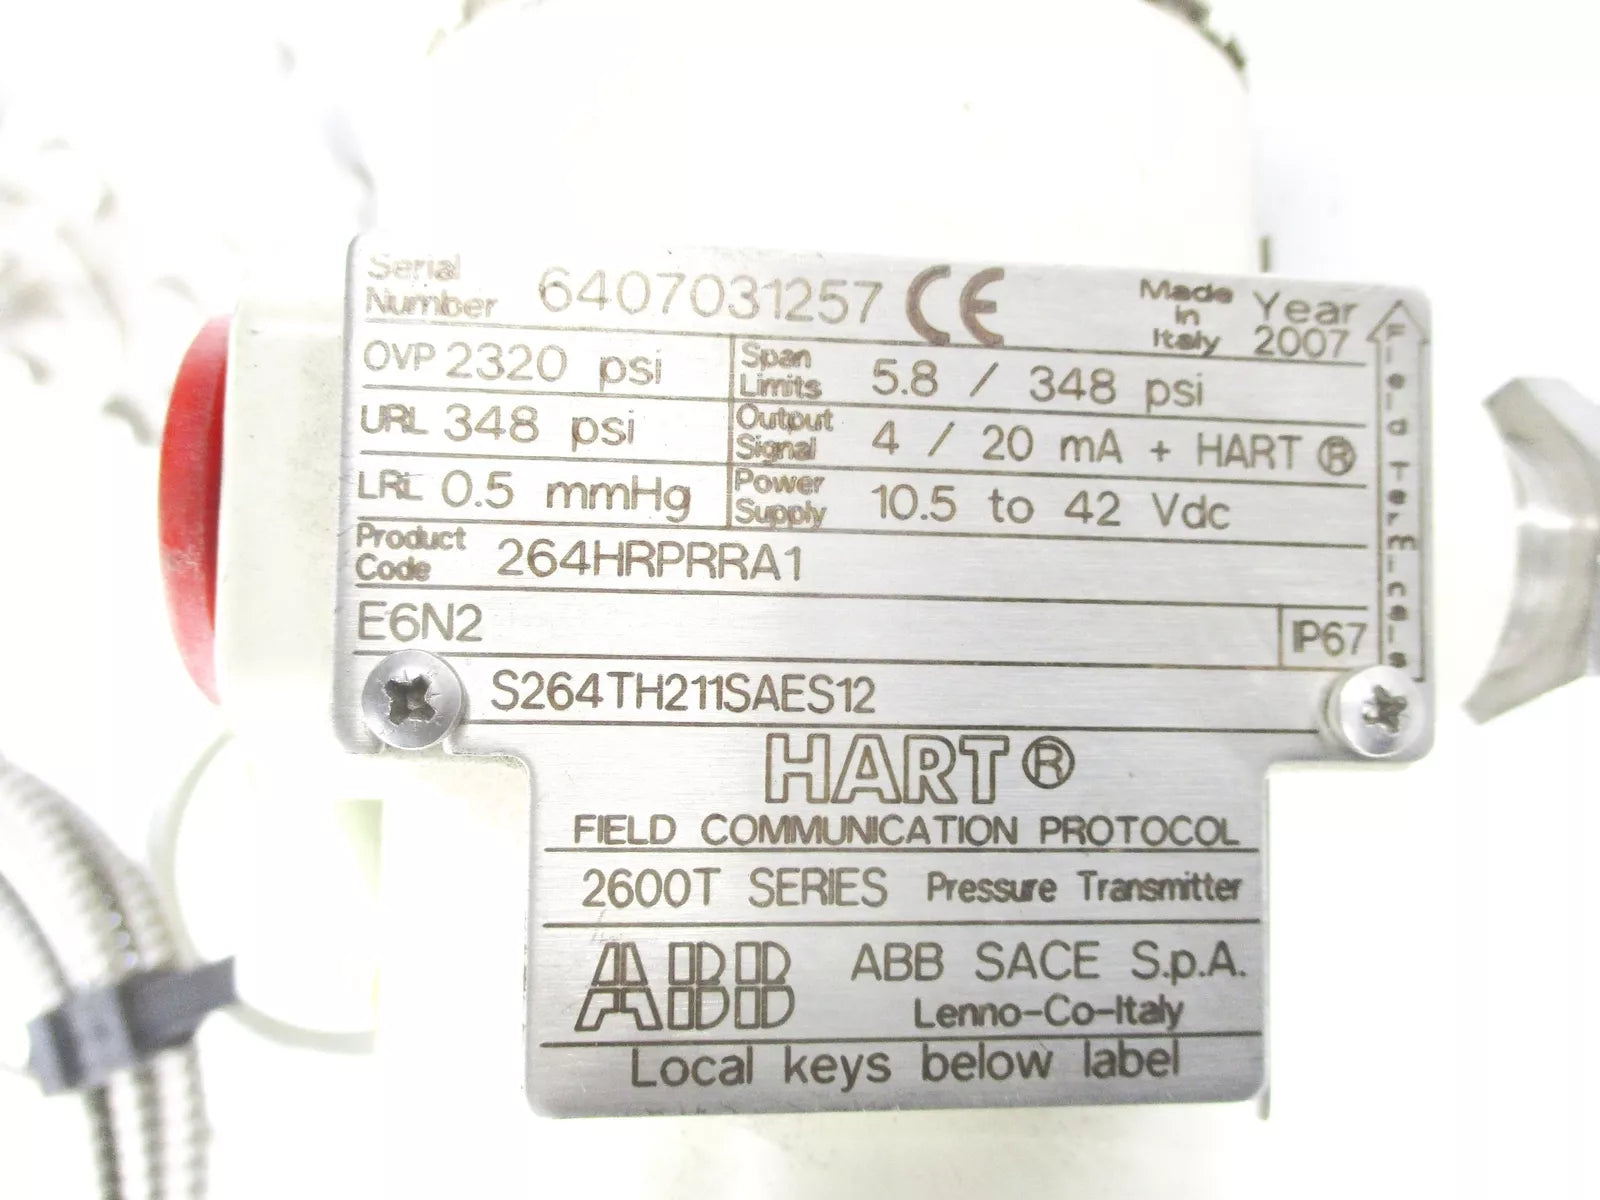 Serial Number 6407031257 CE Made in Italy Year 2007
OVP 2320 psi Span Limits 5.8 / 348 psi
URL 348 psi Output Signal 4 / 20 mA + HART ®
LRL 0.5 mmHg Power Supply 10.5 to 42 Vdc
Product Code 264HRPRRA1
E6N2 IP67
Field Terminals
S264TH211SAES12
HART®
FIELD COMMUNICATION PROTOCOL
2600T SERIES Pressure Transmitter
ABB ABB SACE S.p.A.
Lenno-Co-Italy
Local keys below label